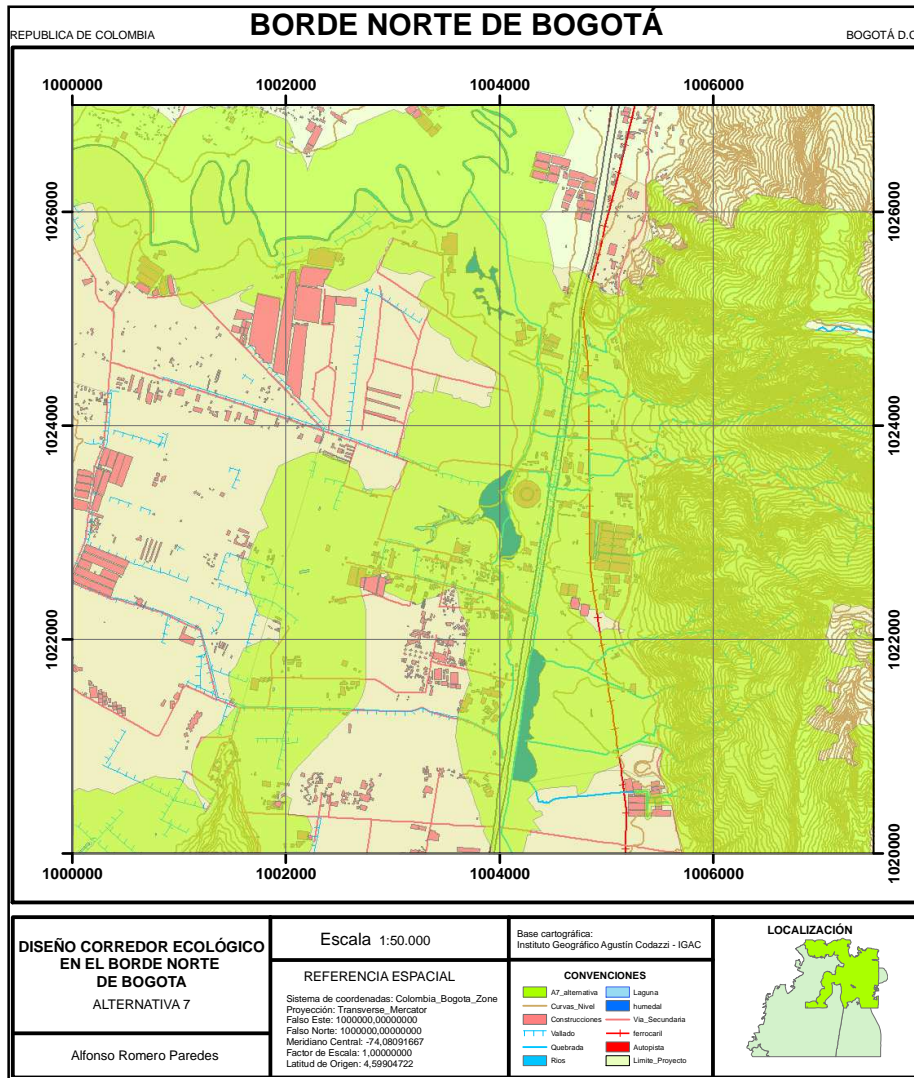 BORDE NORTE DE BOGOTÁ
REPUBLICA DE COLOMBIA
BOGOTÁ D.C
1000000 1002000 1004000 1006000
1026000 1026000
1024000 1024000
1022000 1022000
1020000
1000000 1002000 1004000 1006000
DISEÑO CORREDOR ECOLÓGICO
EN EL BORDE NORTE
DE BOGOTA
ALTERNATIVA 7
Alfonso Romero Paredes
Escala 1:50.000
REFERENCIA ESPACIAL
Sistema de coordenadas: Colombia_Bogota_Zone
Proyección: Transverse_Mercator
Falso Este: 1000000,00000000
Falso Norte: 1000000,00000000
Meridiano Central: -74,08091667
Factor de Escala: 1,00000000
Latitud de Origen: 4,59904722
Base cartográfica:
Instituto Geográfico Agustín Codazzi - IGAC
CONVENCIONES
A7_alternativa
Curvas_Nivel
Construcciones
Vallado
Quebrada
Rios
Laguna
humedal
Via_Secundaria
ferrocaril
Autopista
Limite_Proyecto
LOCALIZACIÓN